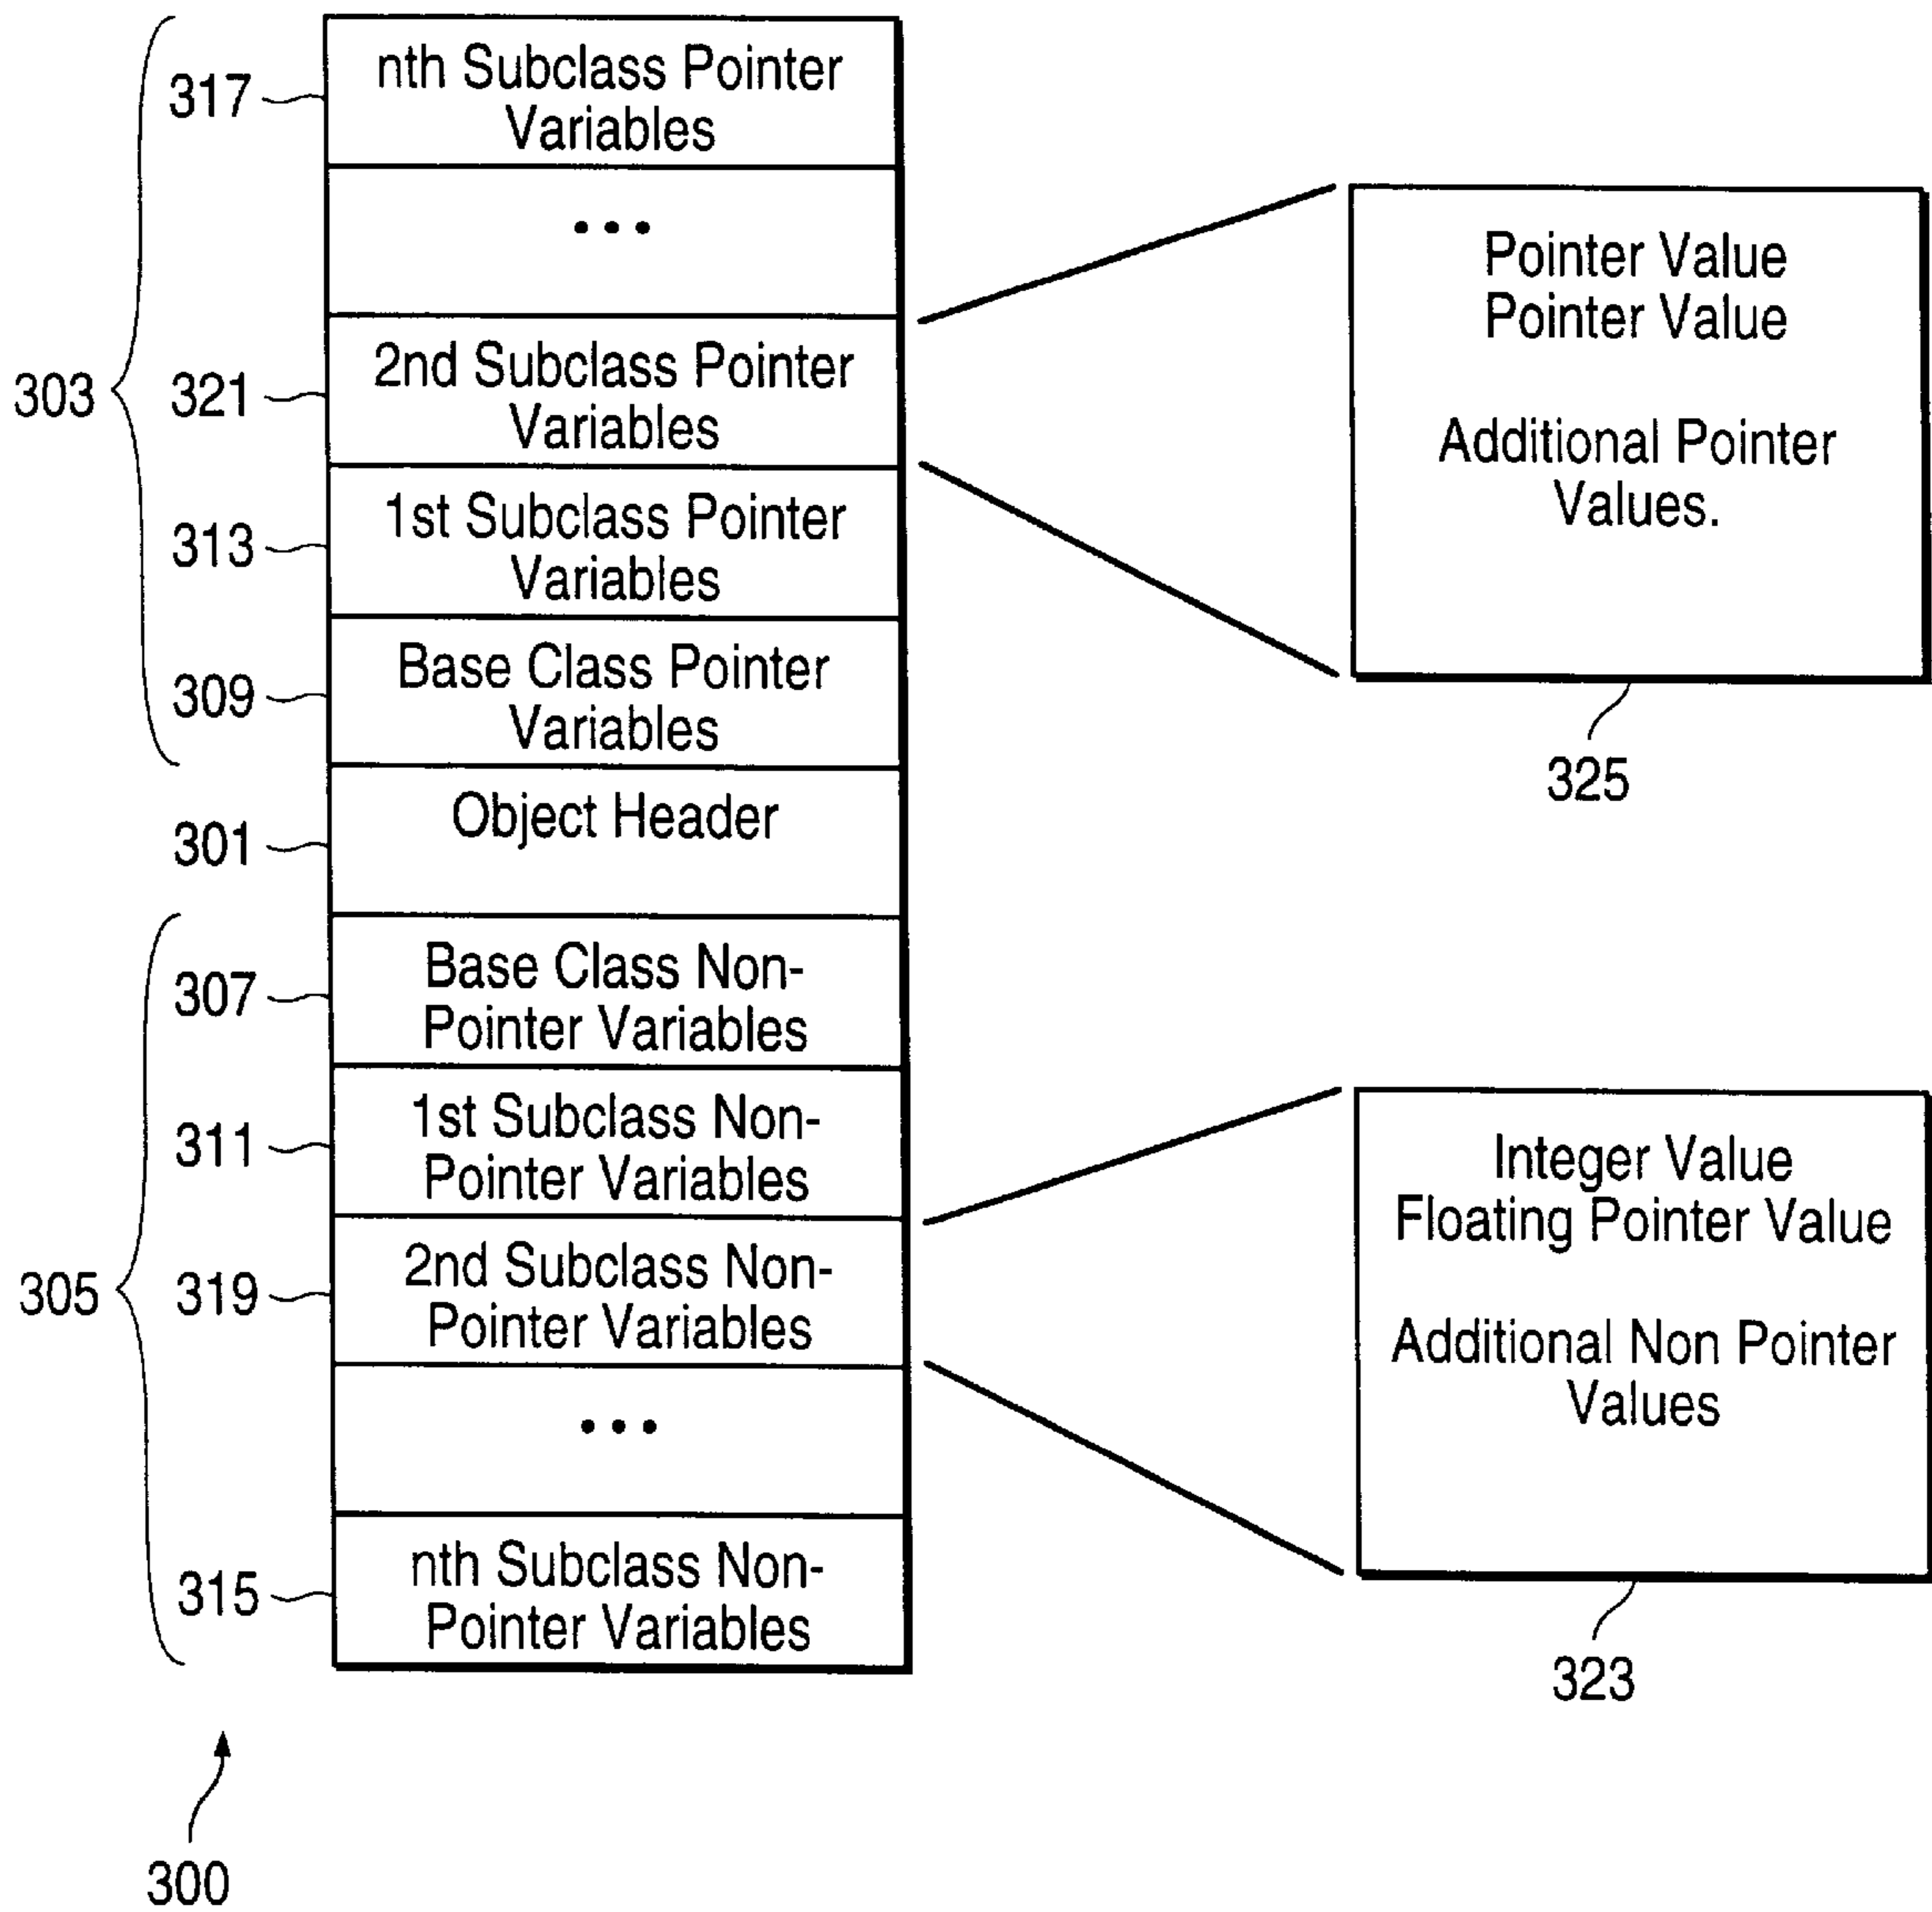 nth Subclass Pointer
Variables
317
• • •
2nd Subclass Pointer
Variables
303
321
1st Subclass Pointer
Variables
313
Base Class Pointer
Variables
309
Object Header
301
Base Class Non-
Pointer Variables
307
1st Subclass Non-
Pointer Variables
311
2nd Subclass Non-
Pointer Variables
305
319
• • •
nth Subclass Non-
Pointer Variables
315
300
Pointer Value
Pointer Value
Additional Pointer
Values.
325
Integer Value
Floating Pointer Value
Additional Non Pointer
Values
323